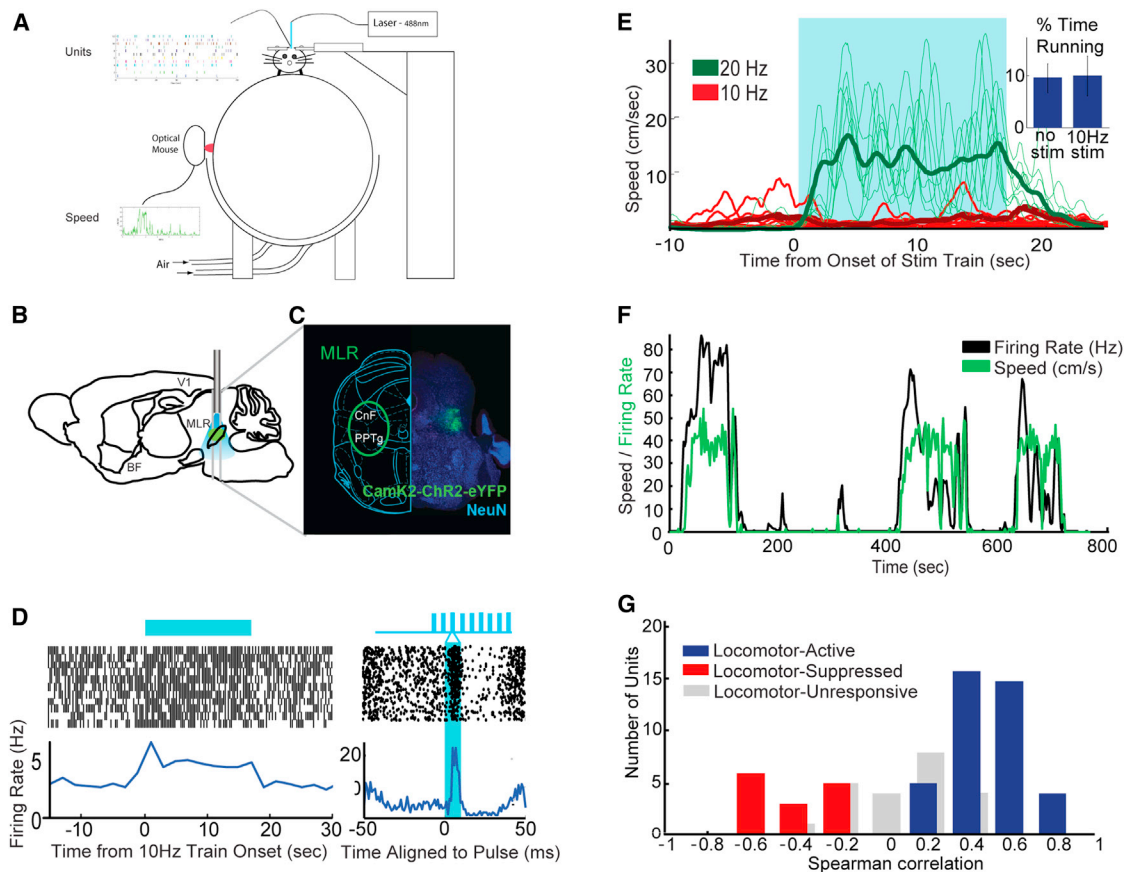 A
Laser - 488nm
Units
Optical
Mouse
Speed
Air
B
V1
MLR
BF
C
MLR
CnF
PPTg
CamK2-ChR2-eYFP
NeuN
D
Firing Rate (Hz)
5
0
-10 0 10 20 30
Time from 10Hz Train Onset (sec)
20
0
-50 0 50
Time Aligned to Pulse (ms)
E
Speed (cm/sec)
30
20
10
20 Hz
10 Hz
-10 0 10 20
Time from Onset of Stim Train (sec)
% Time
Running
10
0
no
stim
10Hz
stim
F
Speed / Firing Rate
80
70
60
50
40
30
20
10
0
Firing Rate (Hz)
Speed (cm/s)
0 200 400 600 800
Time (sec)
G
Number of Units
20
15
10
5
0
Locomotor-Active
Locomotor-Suppressed
Locomotor-Unresponsive
-1 -0.8 -0.6 -0.4 -0.2 0 0.2 0.4 0.6 0.8 1
Spearman correlation